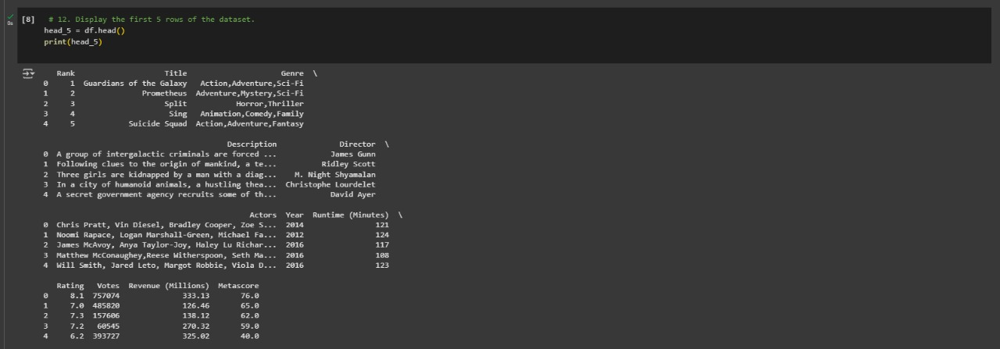 [8] # 12. Display the first 5 rows of the dataset.
0s
head_5 = df.head()
print(head_5)
   Rank                    Title                     Genre  \
0     1  Guardians of the Galaxy   Action,Adventure,Sci-Fi
1     2               Prometheus  Adventure,Mystery,Sci-Fi
2     3                    Split           Horror,Thriller
3     4                     Sing   Animation,Comedy,Family
4     5            Suicide Squad  Action,Adventure,Fantasy
                                         Description              Director  \
0  A group of intergalactic criminals are forced ...            James Gunn
1  Following clues to the origin of mankind, a te...          Ridley Scott
2  Three girls are kidnapped by a man with a diag...    M. Night Shyamalan
3  In a city of humanoid animals, a hustling thea...  Christophe Lourdelet
4  A secret government agency recruits some of th...            David Ayer
                                              Actors  Year  Runtime (Minutes)  \
0  Chris Pratt, Vin Diesel, Bradley Cooper, Zoe S...  2014                121
1  Noomi Rapace, Logan Marshall-Green, Michael Fa...  2012                124
2  James McAvoy, Anya Taylor-Joy, Haley Lu Richar...  2016                117
3  Matthew McConaughey,Reese Witherspoon, Seth Ma...  2016                108
4  Will Smith, Jared Leto, Margot Robbie, Viola D...  2016                123
   Rating   Votes  Revenue (Millions)  Metascore
0     8.1  757074              333.13       76.0
1     7.0  485820              126.46       65.0
2     7.3  157606              138.12       62.0
3     7.2   60545              270.32       59.0
4     6.2  393727              325.02       40.0